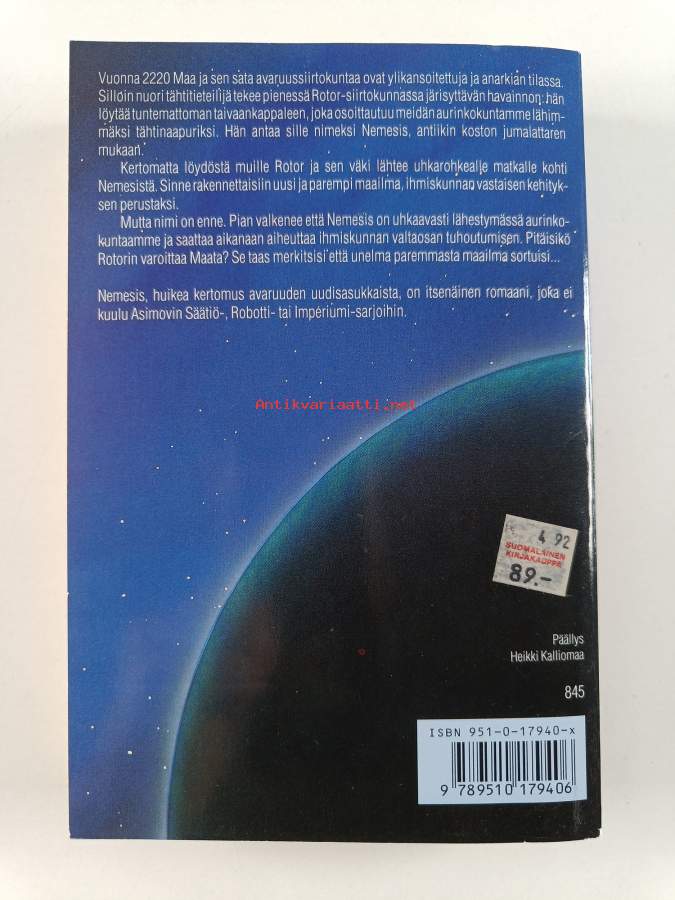 Vuonna 2220 Maa ja sen sata avaruussiirtokuntaa ovat ylikansoitettuja ja anarkian tilassa.
Silloin nuori tähtitieteilijä tekee pienessä Rotor-siirtokunnassa järisyttävän havainnon: hän
löytää tuntemattoman taivaankappaleen, joka osoittautuu meidän aurinkokuntamme lähim-
mäksi tähtinaapuriksi. Hän antaa sille nimeksi Nemesis, antiikin koston jumalattaren
mukaan.
Kertomatta löydöstä muille Rotor ja sen väki lähtee uhkarohkealle matkalle kohti
Nemesistä. Sinne rakennettaisiin uusi ja parempi maailma, ihmiskunnan vastaisen kehityk-
sen perustaksi.
Mutta nimi on enne. Pian valkenee että Nemesis on uhkaavasti lähestymässä aurinko-
kuntaamme ja saattaa aikanaan aiheuttaa ihmiskunnan valtaosan tuhoutumisen. Pitäisikö
Rotorin varoittaa Maata? Se taas merkitsisi että unelma paremmasta maailma sortuisi...
Nemesis, huikea kertomus avaruuden uudisasukkaista, on itsenäinen romaani, joka ei
kuulu Asimovin Säätiö-, Robotti- tai Imperiumi-sarjoihin.
Antikvariaatti.net
4 92
SUOMALAINEN
KIRJAKAUPPA
89.-
Päällys
Heikki Kalliomaa
845
ISBN 951-0-17940-x
9 789510 179406